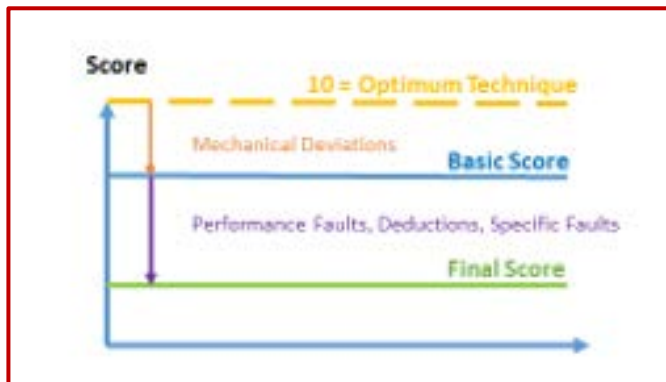 Score
10 = Optimum Technique
Mechanical Deviations
Basic Score
Performance Faults, Deductions, Specific Faults
Final Score